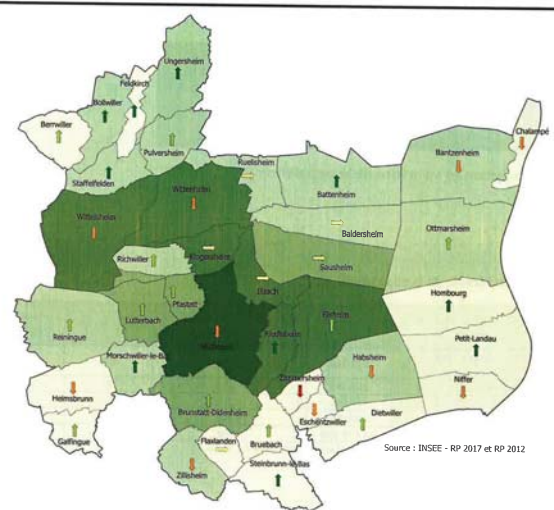 Ungersheim
Feldkirch
Bollwiller
Berrwiller
Pulversheim
Staffelfelden
Ruelisheim
Battenheim
Bantzenheim
Chalampé
Wittenheim
Wittelsheim
Baldersheim
Ottmarsheim
Richwiller
Kingersheim
Sausheim
Illzach
Pfastatt
Lutterbach
Hombourg
Rixheim
Reiningue
Mulhouse
Riedisheim
Petit-Landau
Morschwiller-le-Bas
Habsheim
Zimmersheim
Niffer
Heimsbrunn
Brunstatt-Didenheim
Eschentzwiller
Dietwiller
Galfingue
Flaxlanden
Bruebach
Zillisheim
Steinbrunn-le-Bas
Source : INSEE - RP 2017 et RP 2012